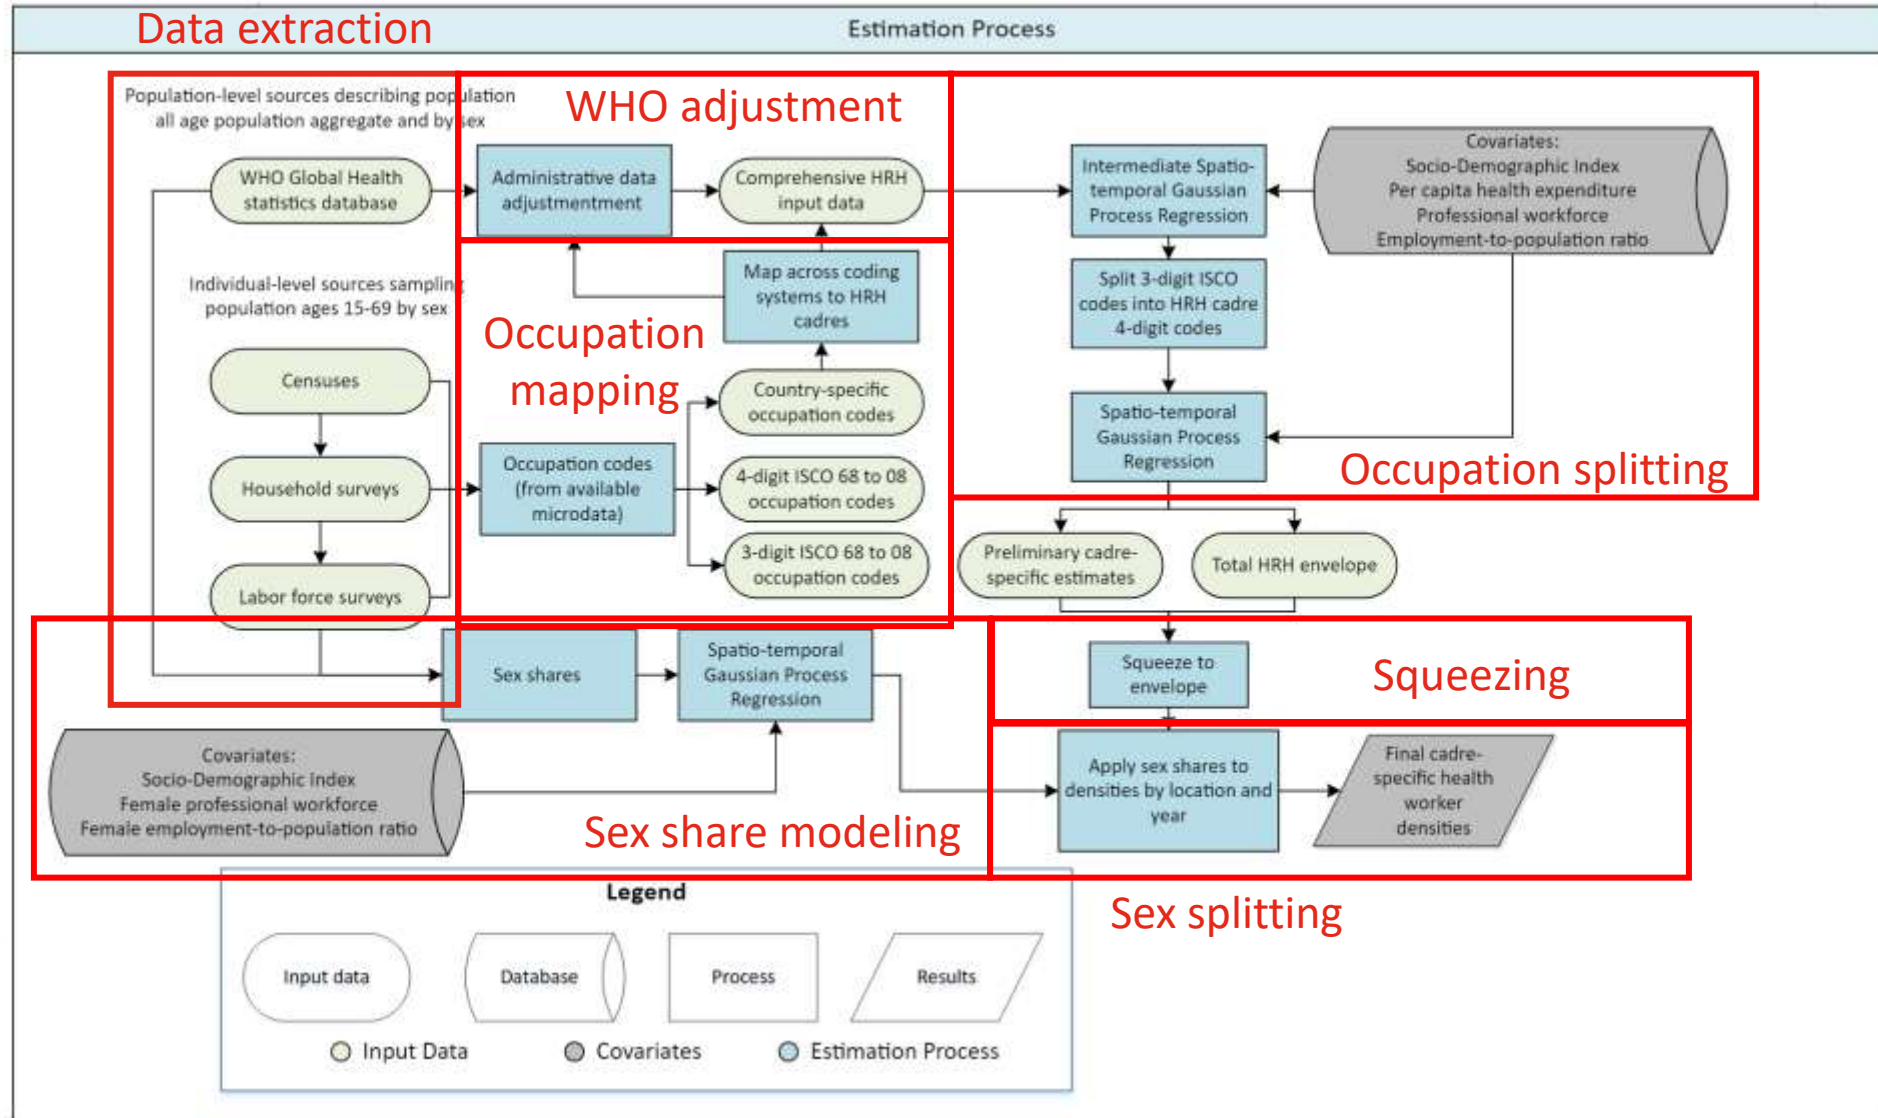 Data extraction
Estimation Process
Population-level sources describing population
all age population aggregate and by sex
WHO adjustment
WHO Global Health
statistics database
Administrative data
adjustmentment
Comprehensive HRH
input data
Intermediate Spatio-
temporal Gaussian
Process Regression
Covariates:
Socio-Demographic Index
Per capita health expenditure
Professional workforce
Employment-to-population ratio
Individual-level sources sampling
population ages 15-69 by sex
Map across coding
systems to HRH
cadres
Split 3-digit ISCO
codes into HRH cadre
4-digit codes
Occupation
mapping
Censuses
Country-specific
occupation codes
Spatio-temporal
Gaussian Process
Regression
Occupation splitting
Household surveys
Occupation codes
(from available
microdata)
4-digit ISCO 68 to 08
occupation codes
3-digit ISCO 68 to 08
occupation codes
Preliminary cadre-
specific estimates
Total HRH envelope
Labor force surveys
Sex shares
Spatio-temporal
Gaussian Process
Regression
Squeeze to
envelope
Squeezing
Covariates:
Socio-Demographic Index
Female professional workforce
Female employment-to-population ratio
Sex share modeling
Apply sex shares to
densities by location and
year
Final cadre-
specific health
worker
densities
Sex splitting
Legend
Input data
Database
Process
Results
Input Data
Covariates
Estimation Process